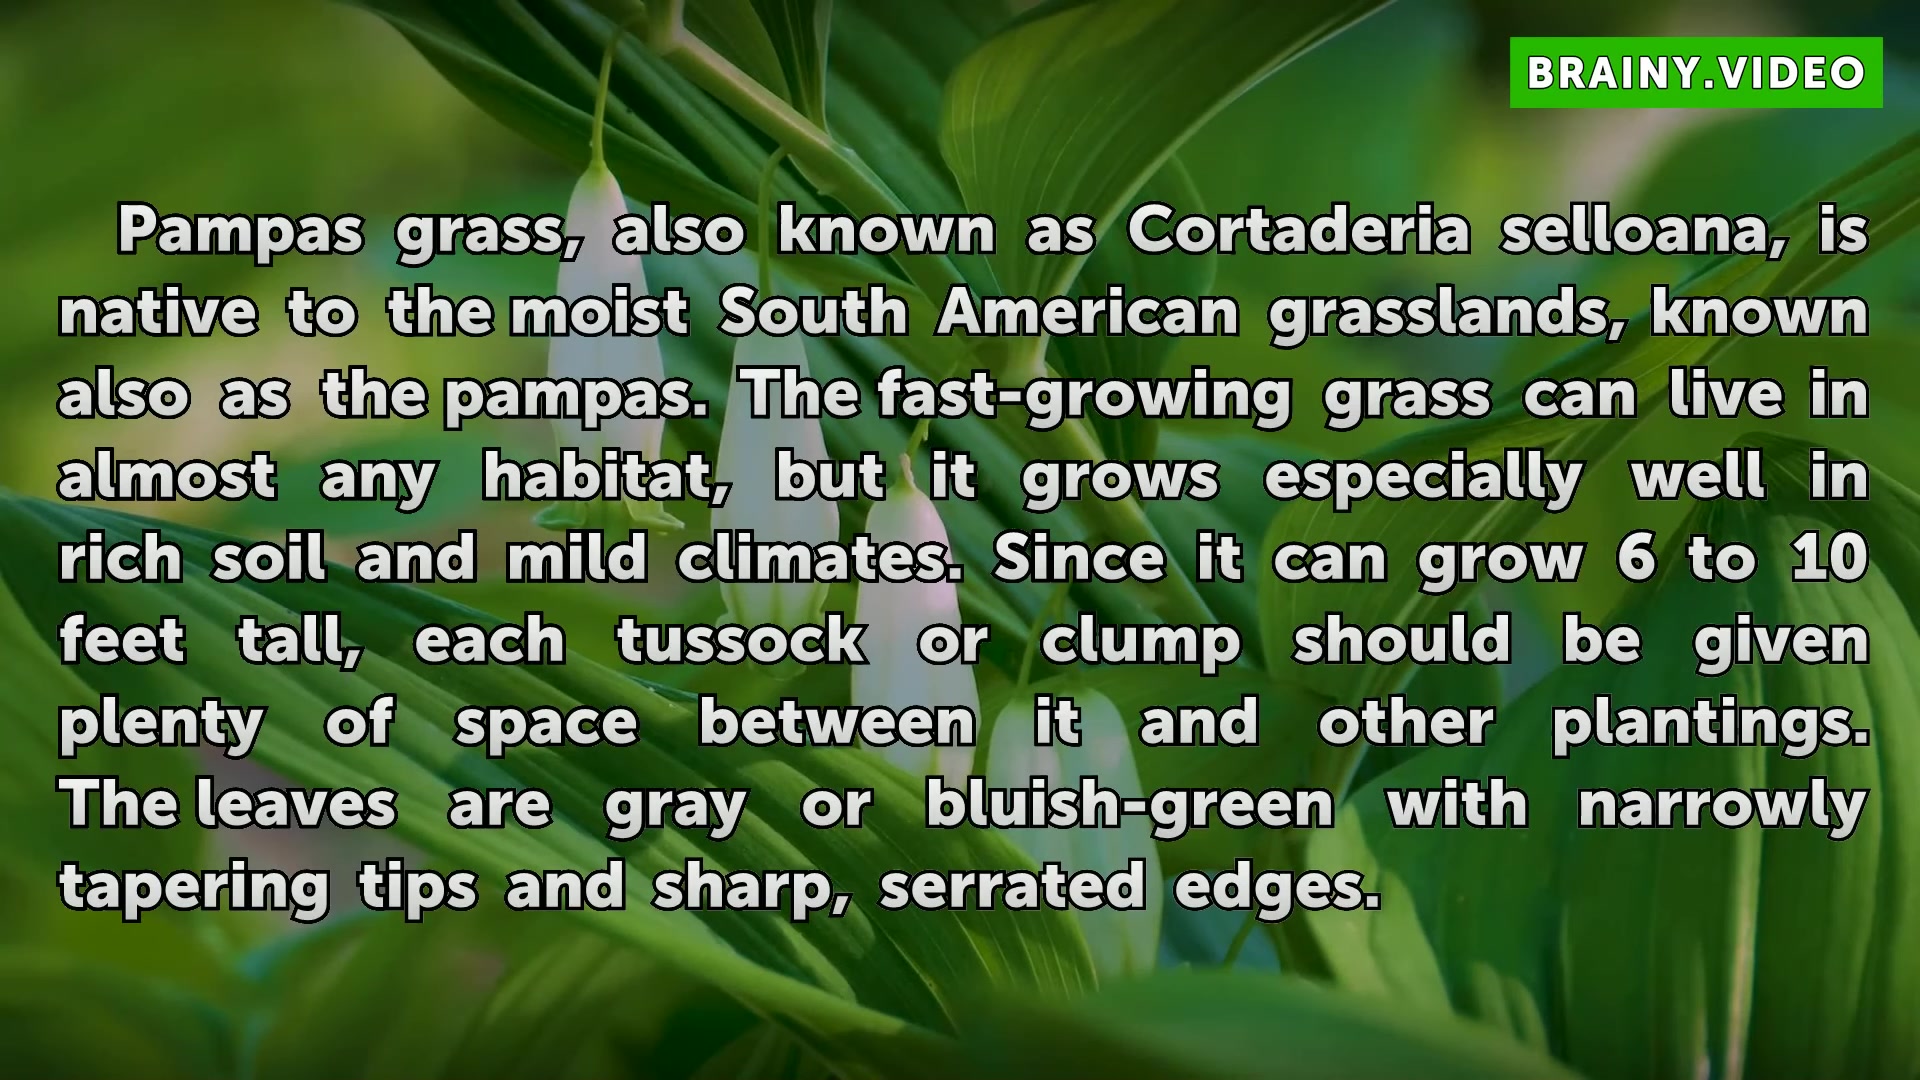 BRAINY.VIDEO
Pampas grass, also known as Cortaderia selloana, is
native to the moist South American grasslands, known
also as the pampas. The fast-growing grass can live in
almost any habitat, but it grows especially well in
rich soil and mild climates. Since it can grow 6 to 10
feet tall, each tussock or clump should be given
plenty of space between it and other plantings.
The leaves are gray or bluish-green with narrowly
tapering tips and sharp, serrated edges.